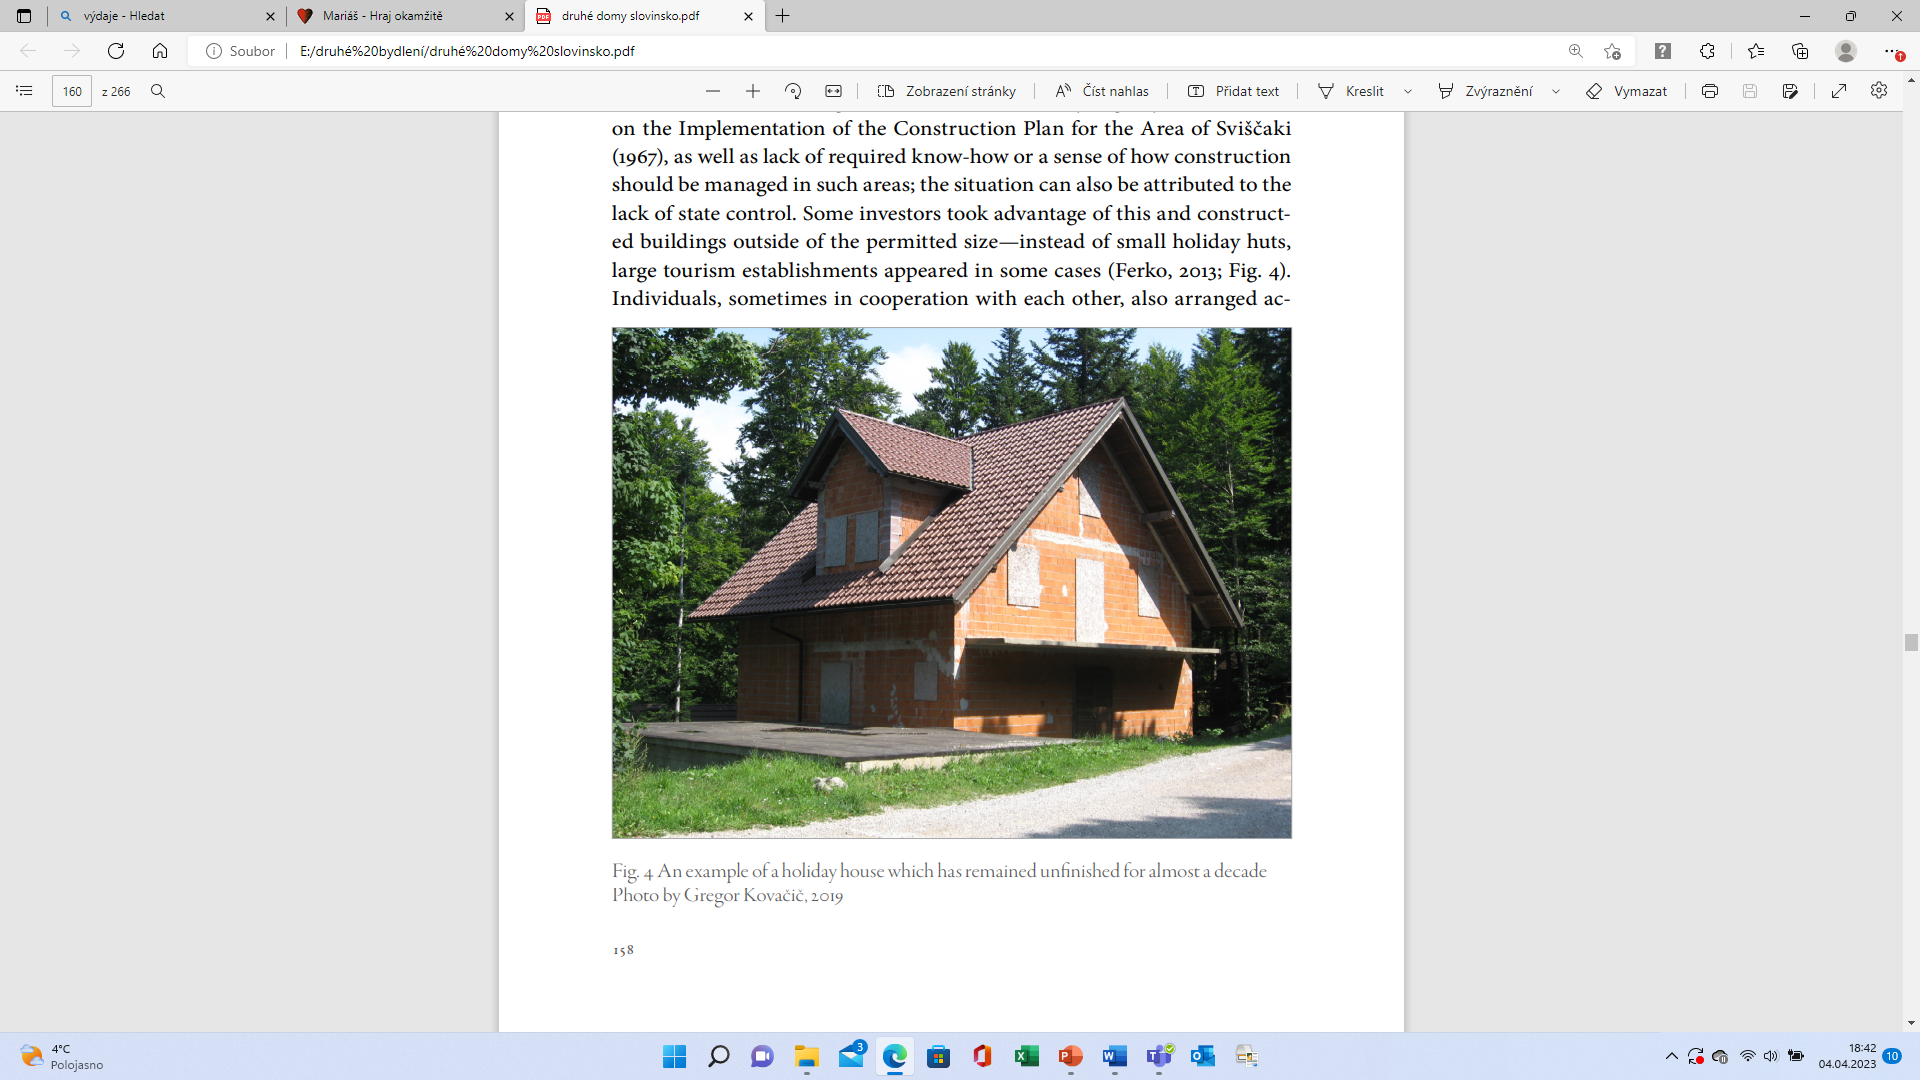 výdaje - Hledat
Mariáš - Hraj okamžitě
druhé domy slovinsko.pdf
Soubor
E:/druhé%20bydlení/druhé%20domy%20slovinsko.pdf
160
z 266
Zobrazení stránky
Číst nahlas
Přidat text
Kreslit
Zvýraznění
Vymazat
on the Implementation of the Construction Plan for the Area of Sviščaki
(1967), as well as lack of required know-how or a sense of how construction
should be managed in such areas; the situation can also be attributed to the
lack of state control. Some investors took advantage of this and construct-
ed buildings outside of the permitted size—instead of small holiday huts,
large tourism establishments appeared in some cases (Ferko, 2013; Fig. 4).
Individuals, sometimes in cooperation with each other, also arranged ac-
Fig. 4 An example of a holiday house which has remained unfinished for almost a decade
Photo by Gregor Kovačič, 2019
158
4°C
Polojasno
3
18:42
04.04.2023
10